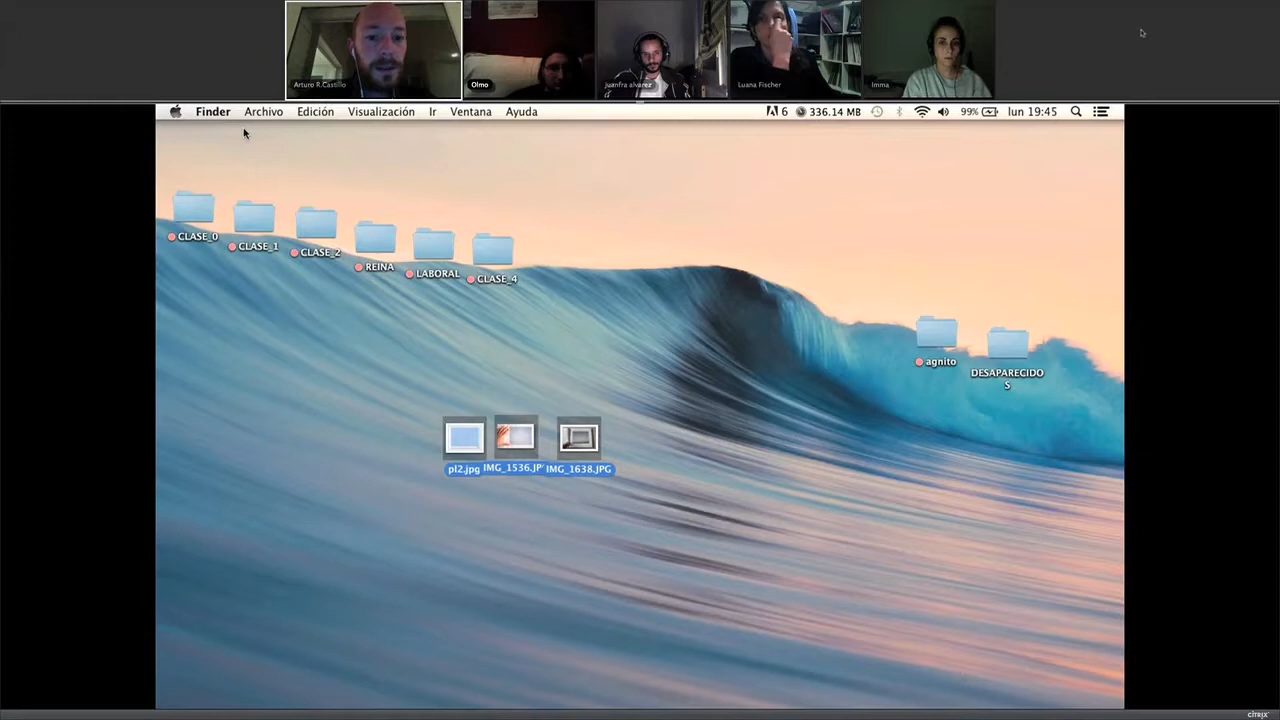 Arturo R.Castillo
Olmo
juanfra alvarez
Luana Fischer
Imma
Finder Archivo Edición Visualización Ir Ventana Ayuda 6 336.14 MB 99% lun 19:45
CLASE_0
CLASE_1
CLASE_2
REINA
LABORAL
CLASE_4
agnito
DESAPARECIDO
S
pl2.jpg
IMG_1536.JP
IMG_1638.JPG
CITRIX